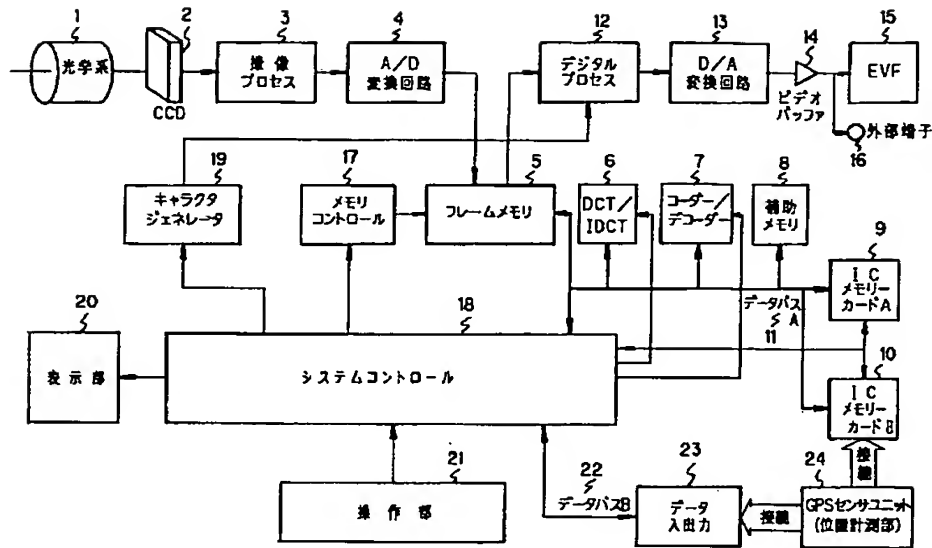 1
2
3
4
12
13
14
15
光学系
CCD
撮像
プロセス
A/D
変換回路
デジタル
プロセス
D/A
変換回路
ビデオ
バッファ
EVF
外部端子
16
19
17
5
6
7
8
キャラクタ
ジェネレータ
メモリ
コントロール
フレームメモリ
DCT/
IDCT
コーダー/
デコーダー
補助
メモリ
9
IC
メモリー
カードA
データバス
A
11
20
18
10
表示部
システムコントロール
IC
メモリー
カードB
接続
21
22
23
24
操作部
データバスB
データ
入出力
接続
GPSセンサユニット
(位置計測部)